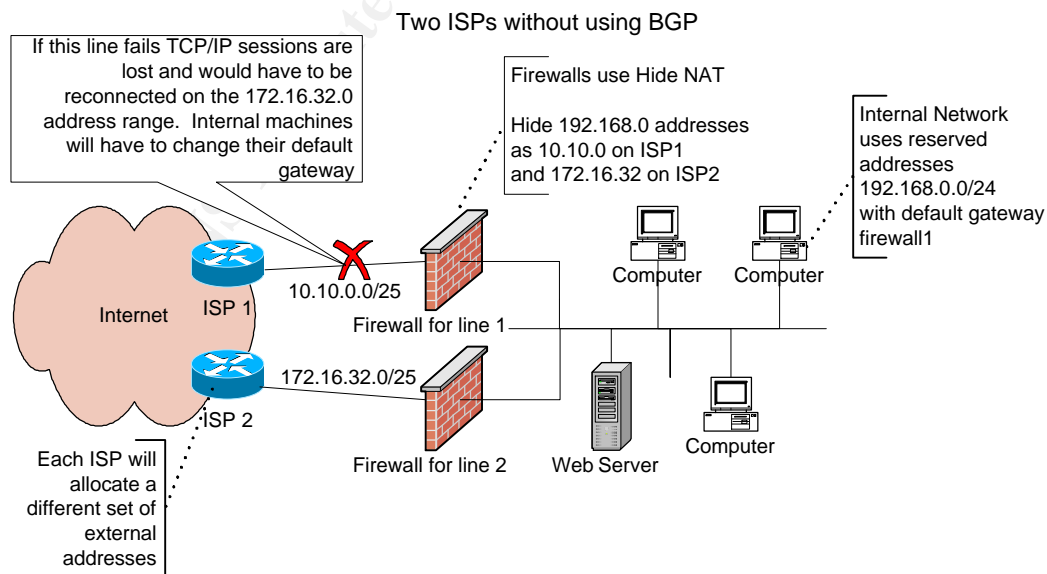 Two ISPs without using BGP
If this line fails TCP/IP sessions are
lost and would have to be
reconnected on the 172.16.32.0
address range.  Internal machines
will have to change their default
gateway
Firewalls use Hide NAT
Hide 192.168.0 addresses
as 10.10.0 on ISP1
and 172.16.32 on ISP2
Internal Network
uses reserved
addresses
192.168.0.0/24
with default gateway
firewall1
Computer
Computer
10.10.0.0/25
ISP 1
Internet
Firewall for line 1
172.16.32.0/25
ISP 2
Computer
Firewall for line 2
Web Server
Each ISP will
allocate a
different set of
external
addresses